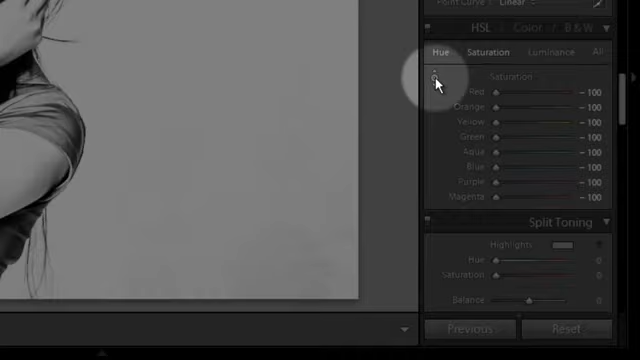 Point Curve : Linear
HSL / Color / B & W
Hue Saturation Luminance All
Saturation
Red – 100
Orange – 100
Yellow – 100
Green – 100
Aqua – 100
Blue – 100
Purple – 100
Magenta – 100
Split Toning
Highlights
Hue 0
Saturation 0
Balance 0
Previous Reset